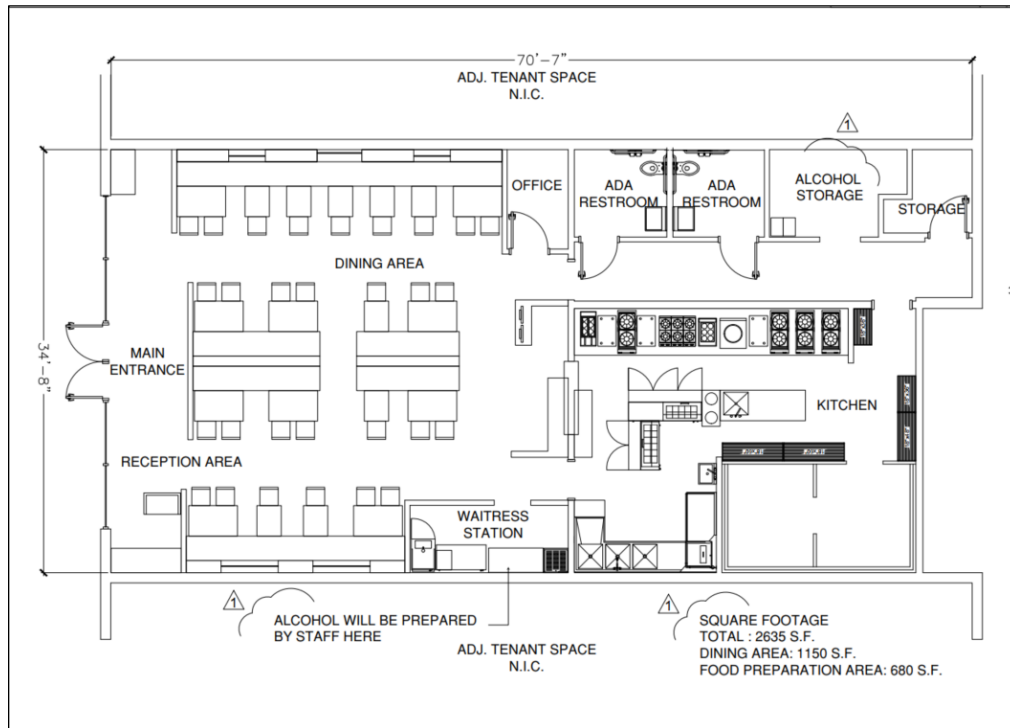 70'-7"
ADJ. TENANT SPACE
N.I.C.
1
OFFICE
ADA
RESTROOM
ADA
RESTROOM
ALCOHOL
STORAGE
STORAGE
DINING AREA
34'-8"
MAIN
ENTRANCE
KITCHEN
RECEPTION AREA
WAITRESS
STATION
1
ALCOHOL WILL BE PREPARED
BY STAFF HERE
1
SQUARE FOOTAGE
TOTAL : 2635 S.F.
DINING AREA: 1150 S.F.
FOOD PREPARATION AREA: 680 S.F.
ADJ. TENANT SPACE
N.I.C.